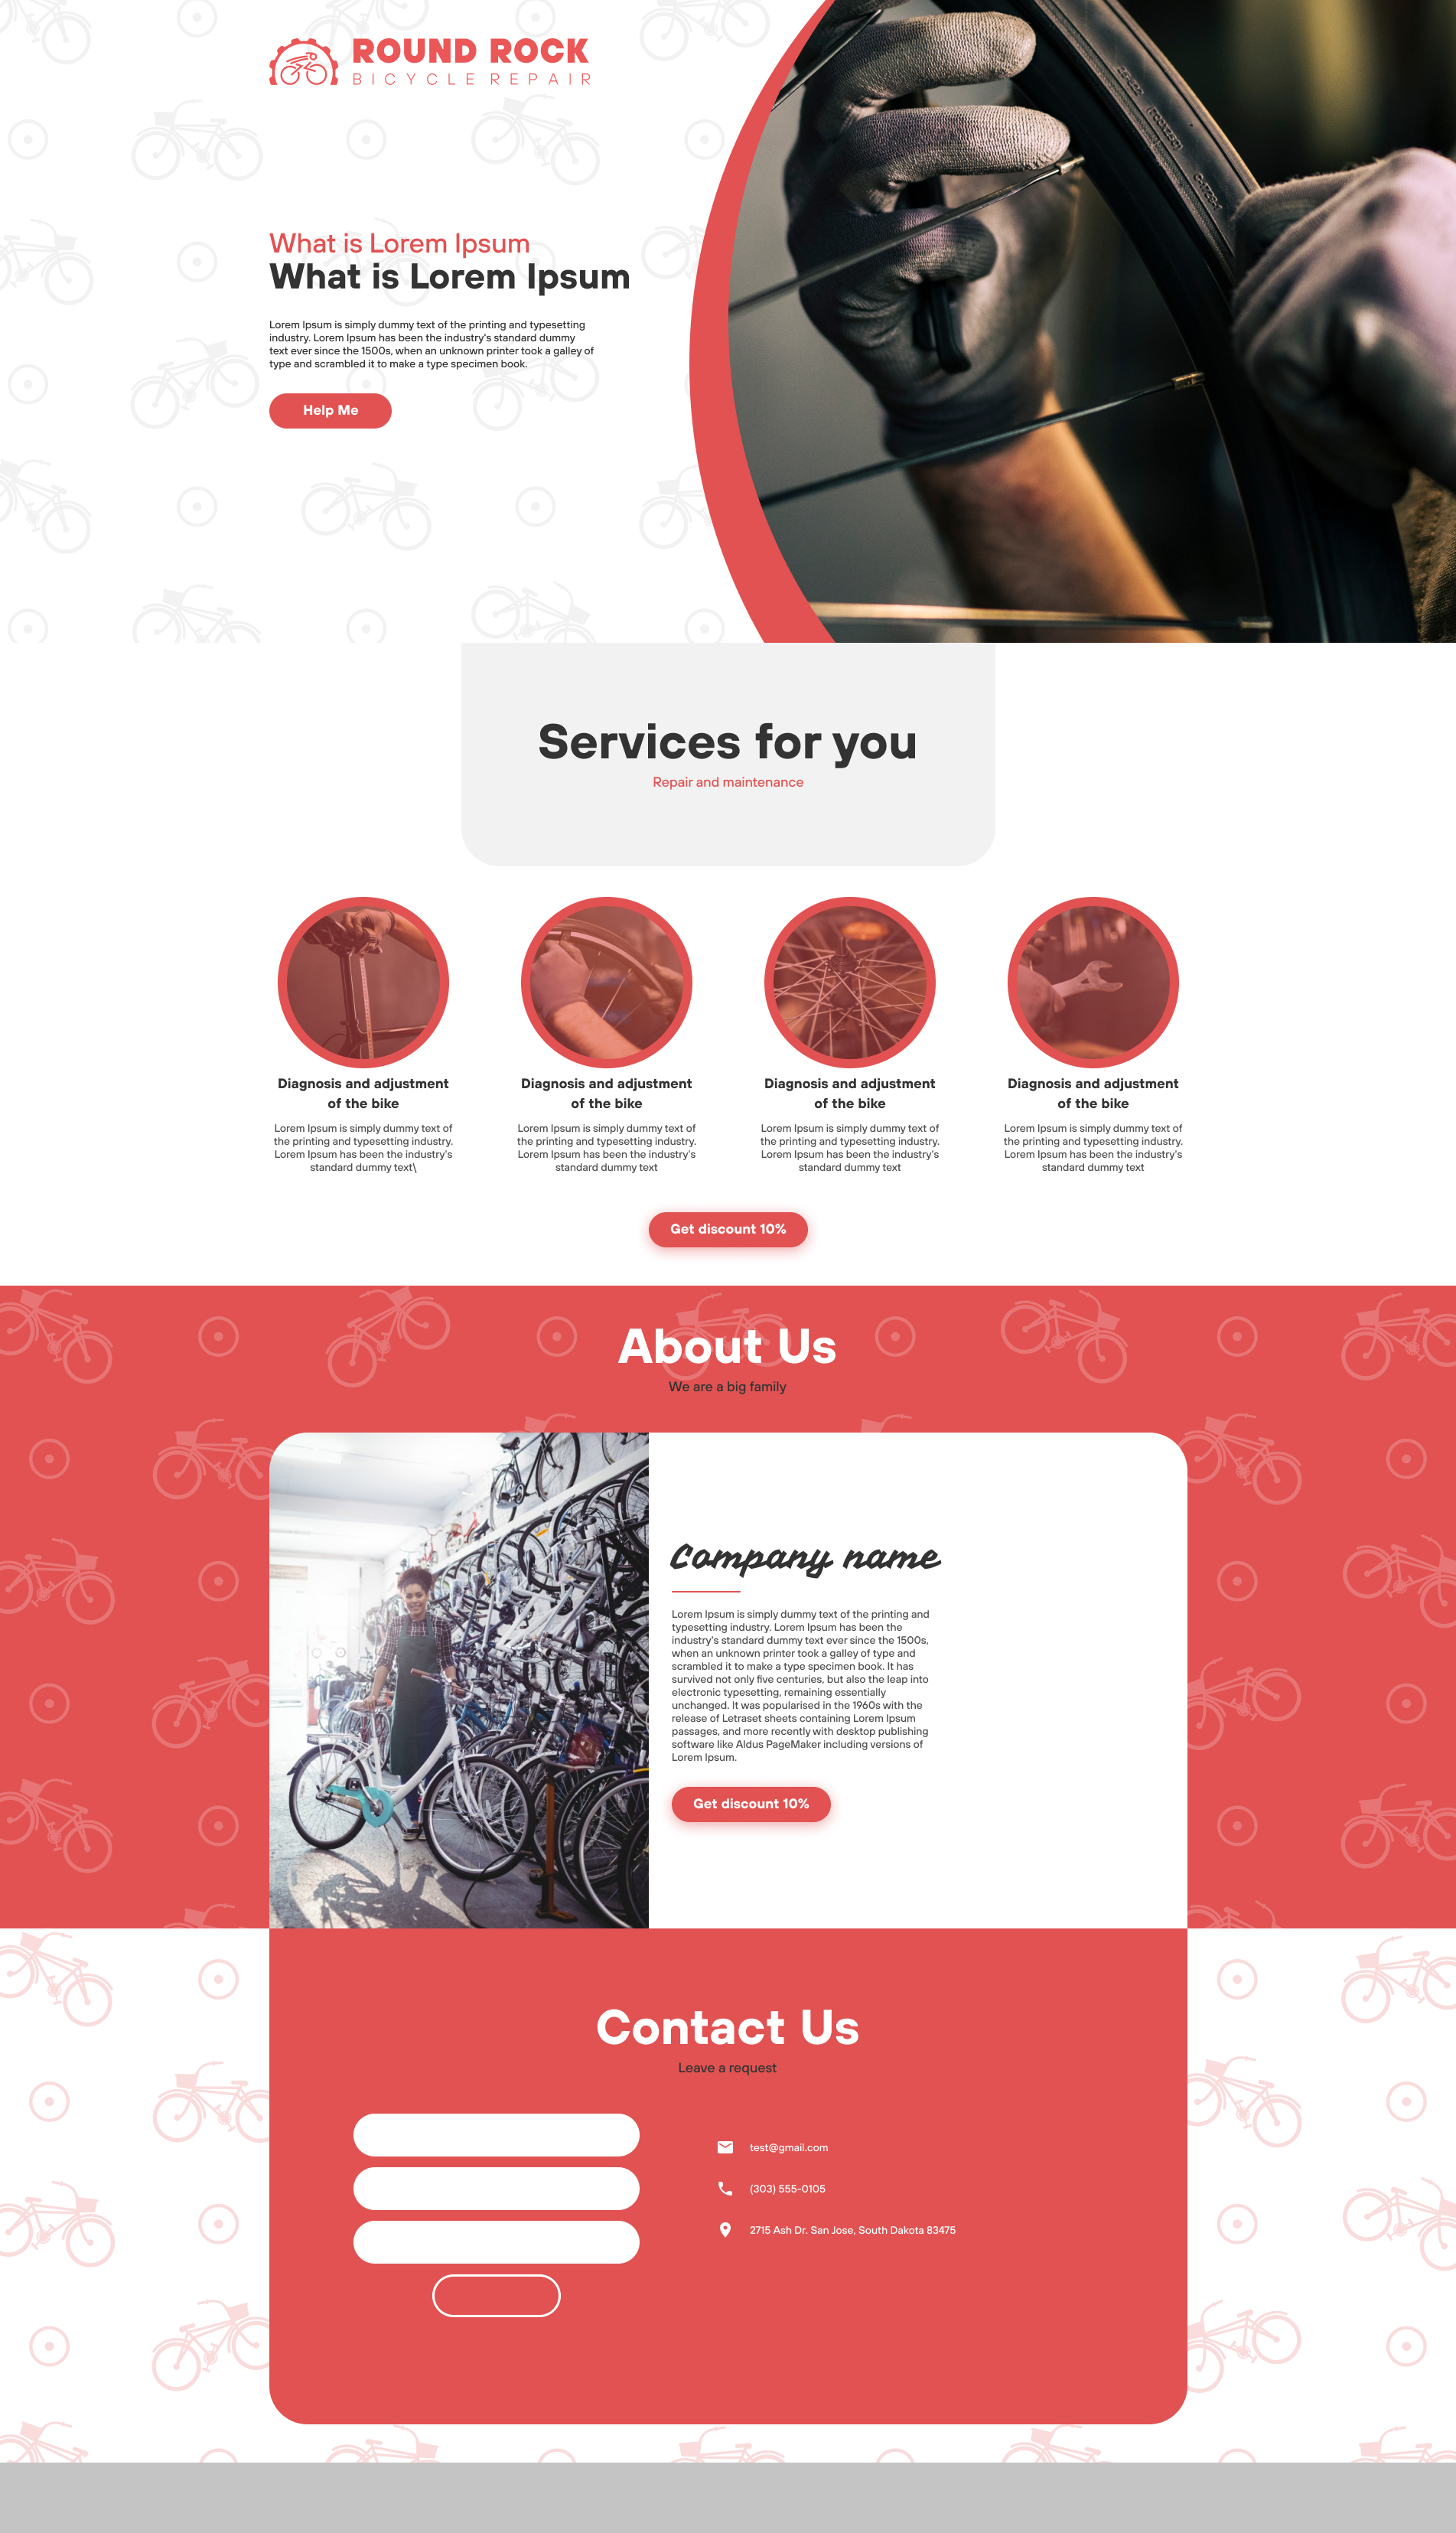 ROUND ROCK
BICYCLE REPAIR
What is Lorem Ipsum
What is Lorem Ipsum
Lorem Ipsum is simply dummy text of the printing and typesetting
industry. Lorem Ipsum has been the industry's standard dummy
text ever since the 1500s, when an unknown printer took a galley of
type and scrambled it to make a type specimen book.
Help Me
Services for you
Repair and maintenance
Diagnosis and adjustment
of the bike
Lorem Ipsum is simply dummy text of
the printing and typesetting industry.
Lorem Ipsum has been the industry's
standard dummy text\
Diagnosis and adjustment
of the bike
Lorem Ipsum is simply dummy text of
the printing and typesetting industry.
Lorem Ipsum has been the industry's
standard dummy text
Diagnosis and adjustment
of the bike
Lorem Ipsum is simply dummy text of
the printing and typesetting industry.
Lorem Ipsum has been the industry's
standard dummy text
Diagnosis and adjustment
of the bike
Lorem Ipsum is simply dummy text of
the printing and typesetting industry.
Lorem Ipsum has been the industry's
standard dummy text
Get discount 10%
About Us
We are a big family
Company name
Lorem Ipsum is simply dummy text of the printing and
typesetting industry. Lorem Ipsum has been the
industry's standard dummy text ever since the 1500s,
when an unknown printer took a galley of type and
scrambled it to make a type specimen book. It has
survived not only five centuries, but also the leap into
electronic typesetting, remaining essentially
unchanged. It was popularised in the 1960s with the
release of Letraset sheets containing Lorem Ipsum
passages, and more recently with desktop publishing
software like Aldus PageMaker including versions of
Lorem Ipsum.
Get discount 10%
Contact Us
Leave a request
test@gmail.com
(303) 555-0105
2715 Ash Dr. San Jose, South Dakota 83475